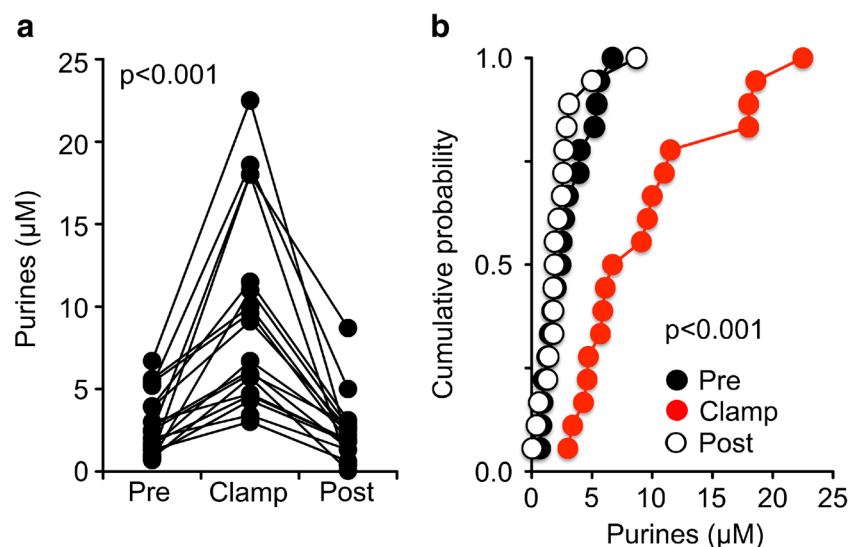 a
25
20
15
10
5
0
Purines (μM)
p<0.001
Pre
Clamp
Post
b
1.0
0.5
0.0
Cumulative probability
p<0.001
Pre
Clamp
Post
0
5
10
15
20
25
Purines (μM)